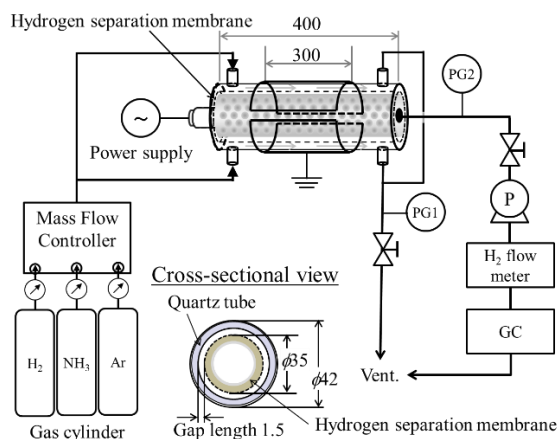 Hydrogen separation membrane
400
300
PG2
~
Power supply
P
Mass Flow
Controller
PG1
H₂ flow
meter
Cross-sectional view
Quartz tube
GC
H₂
NH₃
Ar
ϕ35
ϕ42
Vent.
Hydrogen separation membrane
Gap length 1.5
Gas cylinder